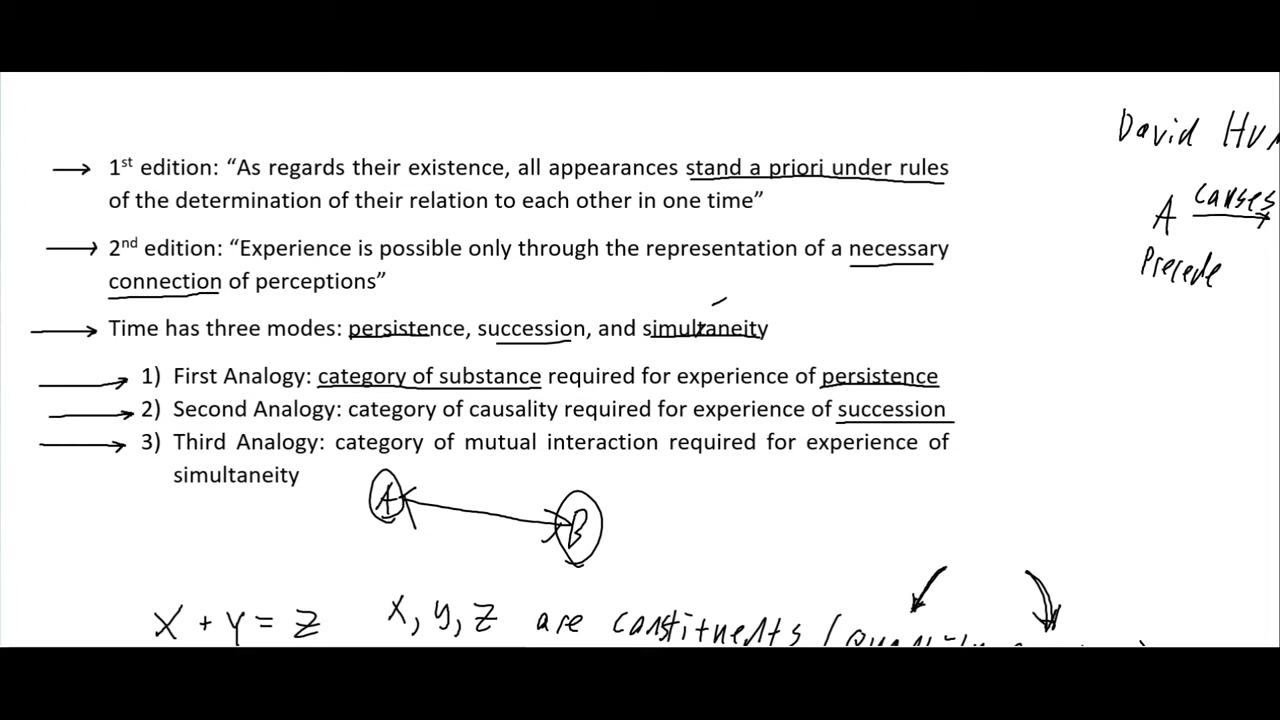 1st edition: “As regards their existence, all appearances stand a priori under rules
of the determination of their relation to each other in one time”
2nd edition: “Experience is possible only through the representation of a necessary
connection of perceptions”
Time has three modes: persistence, succession, and simultaneity
1) First Analogy: category of substance required for experience of persistence
2) Second Analogy: category of causality required for experience of succession
3) Third Analogy: category of mutual interaction required for experience of
simultaneity
A B
X + Y = Z x, y, z are constituents
David
A causes
Precede